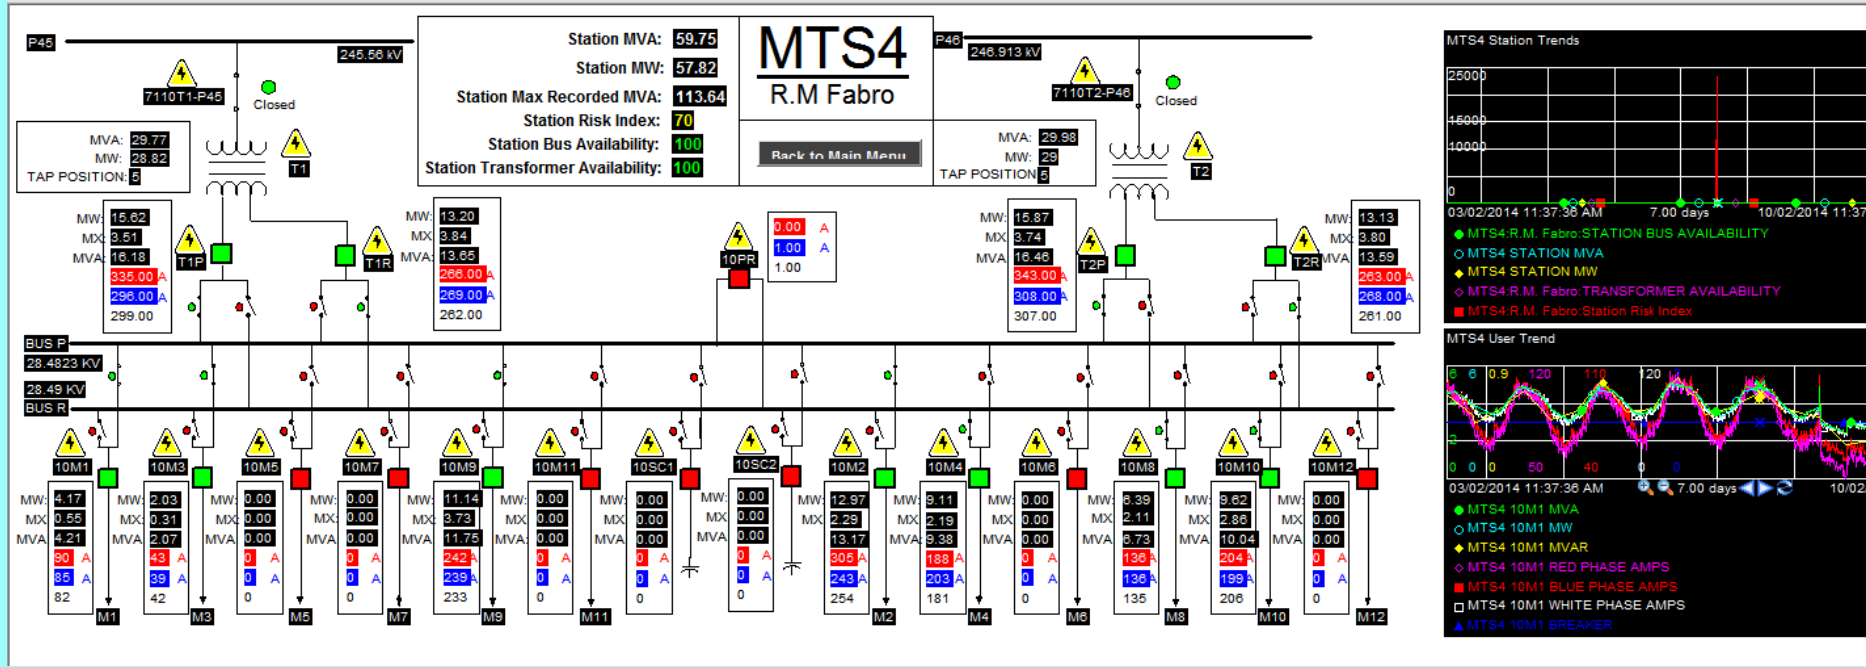 P45
245.56 kV
7110T1-P45
Closed
MVA: 29.77
MW: 28.82
TAP POSITION: 5
T1
Station MVA: 59.75
Station MW: 57.82
Station Max Recorded MVA: 113.64
Station Risk Index: 70
Station Bus Availability: 100
Station Transformer Availability: 100
MTS4
R.M Fabro
Back to Main Menu
P46
246.913 kV
7110T2-P46
Closed
MVA: 29.98
MW: 29
TAP POSITION 5
T2
MW: 15.62
MX: 3.51
MVA: 16.18
335.00 A
296.00 A
299.00
T1P
T1R
MW: 13.20
MX: 3.84
MVA: 13.65
266.00 A
269.00 A
262.00
10PR
0.00 A
1.00 A
1.00
MW: 15.87
MX: 3.74
MVA 16.46
343.00 A
308.00 A
307.00
T2P
T2R
MW: 13.13
MX: 3.80
MVA 13.59
263.00 A
268.00 A
261.00
BUS P
28.4823 KV
28.49 KV
BUS R
10M1 10M3 10M5 10M7 10M9 10M11 10SC1 10SC2 10M2 10M4 10M6 10M8 10M10 10M12
MW: 4.17 MW: 2.03 MW: 0.00 MW: 0.00 MW: 11.14 MW: 0.00 MW: 0.00 MW: 0.00 MW: 12.97 MW: 9.11 MW: 0.00 MW: 6.39 MW: 9.62 MW: 0.00
MX: 0.55 MX: 0.31 MX: 0.00 MX: 0.00 MX: 3.73 MX: 0.00 MX: 0.00 MX: 0.00 MX: 2.29 MX: 2.19 MX: 0.00 MX: 2.11 MX: 2.86 MX: 0.00
MVA: 4.21 MVA: 2.07 MVA: 0.00 MVA 0.00 MVA: 11.75 MVA 0.00 MVA: 0.00 MVA 0.00 MVA: 13.17 MVA: 9.38 MVA: 0.00 MVA: 6.73 MVA: 10.04 MVA 0.00
90 A 43 A 0 A 0 A 242 A 0 A 0 A 0 A 305 A 188 A 0 A 136 A 204 A 0 A
85 A 39 A 0 A 0 A 239 A 0 A 0 A 0 A 243 A 203 A 0 A 136 A 199 A 0 A
82 42 0 0 233 0 0 0 254 181 0 135 206 0
M1 M3 M5 M7 M9 M11 M2 M4 M6 M8 M10 M12
MTS4 Station Trends
25000
15000
10000
0
03/02/2014 11:37:36 AM 7.00 days 10/02/2014 11:37
MTS4:R.M. Fabro:STATION BUS AVAILABILITY
MTS4 STATION MVA
MTS4 STATION MW
MTS4:R.M. Fabro:TRANSFORMER AVAILABILITY
MTS4:R.M. Fabro:Station Risk Index
MTS4 User Trend
6 6 0.9 120 110 120
2
0 0 0 50 40 0 0
03/02/2014 11:37:36 AM 7.00 days 10/02
MTS4 10M1 MVA
MTS4 10M1 MW
MTS4 10M1 MVAR
MTS4 10M1 RED PHASE AMPS
MTS4 10M1 BLUE PHASE AMPS
MTS4 10M1 WHITE PHASE AMPS
MTS4 10M1 BREAKER